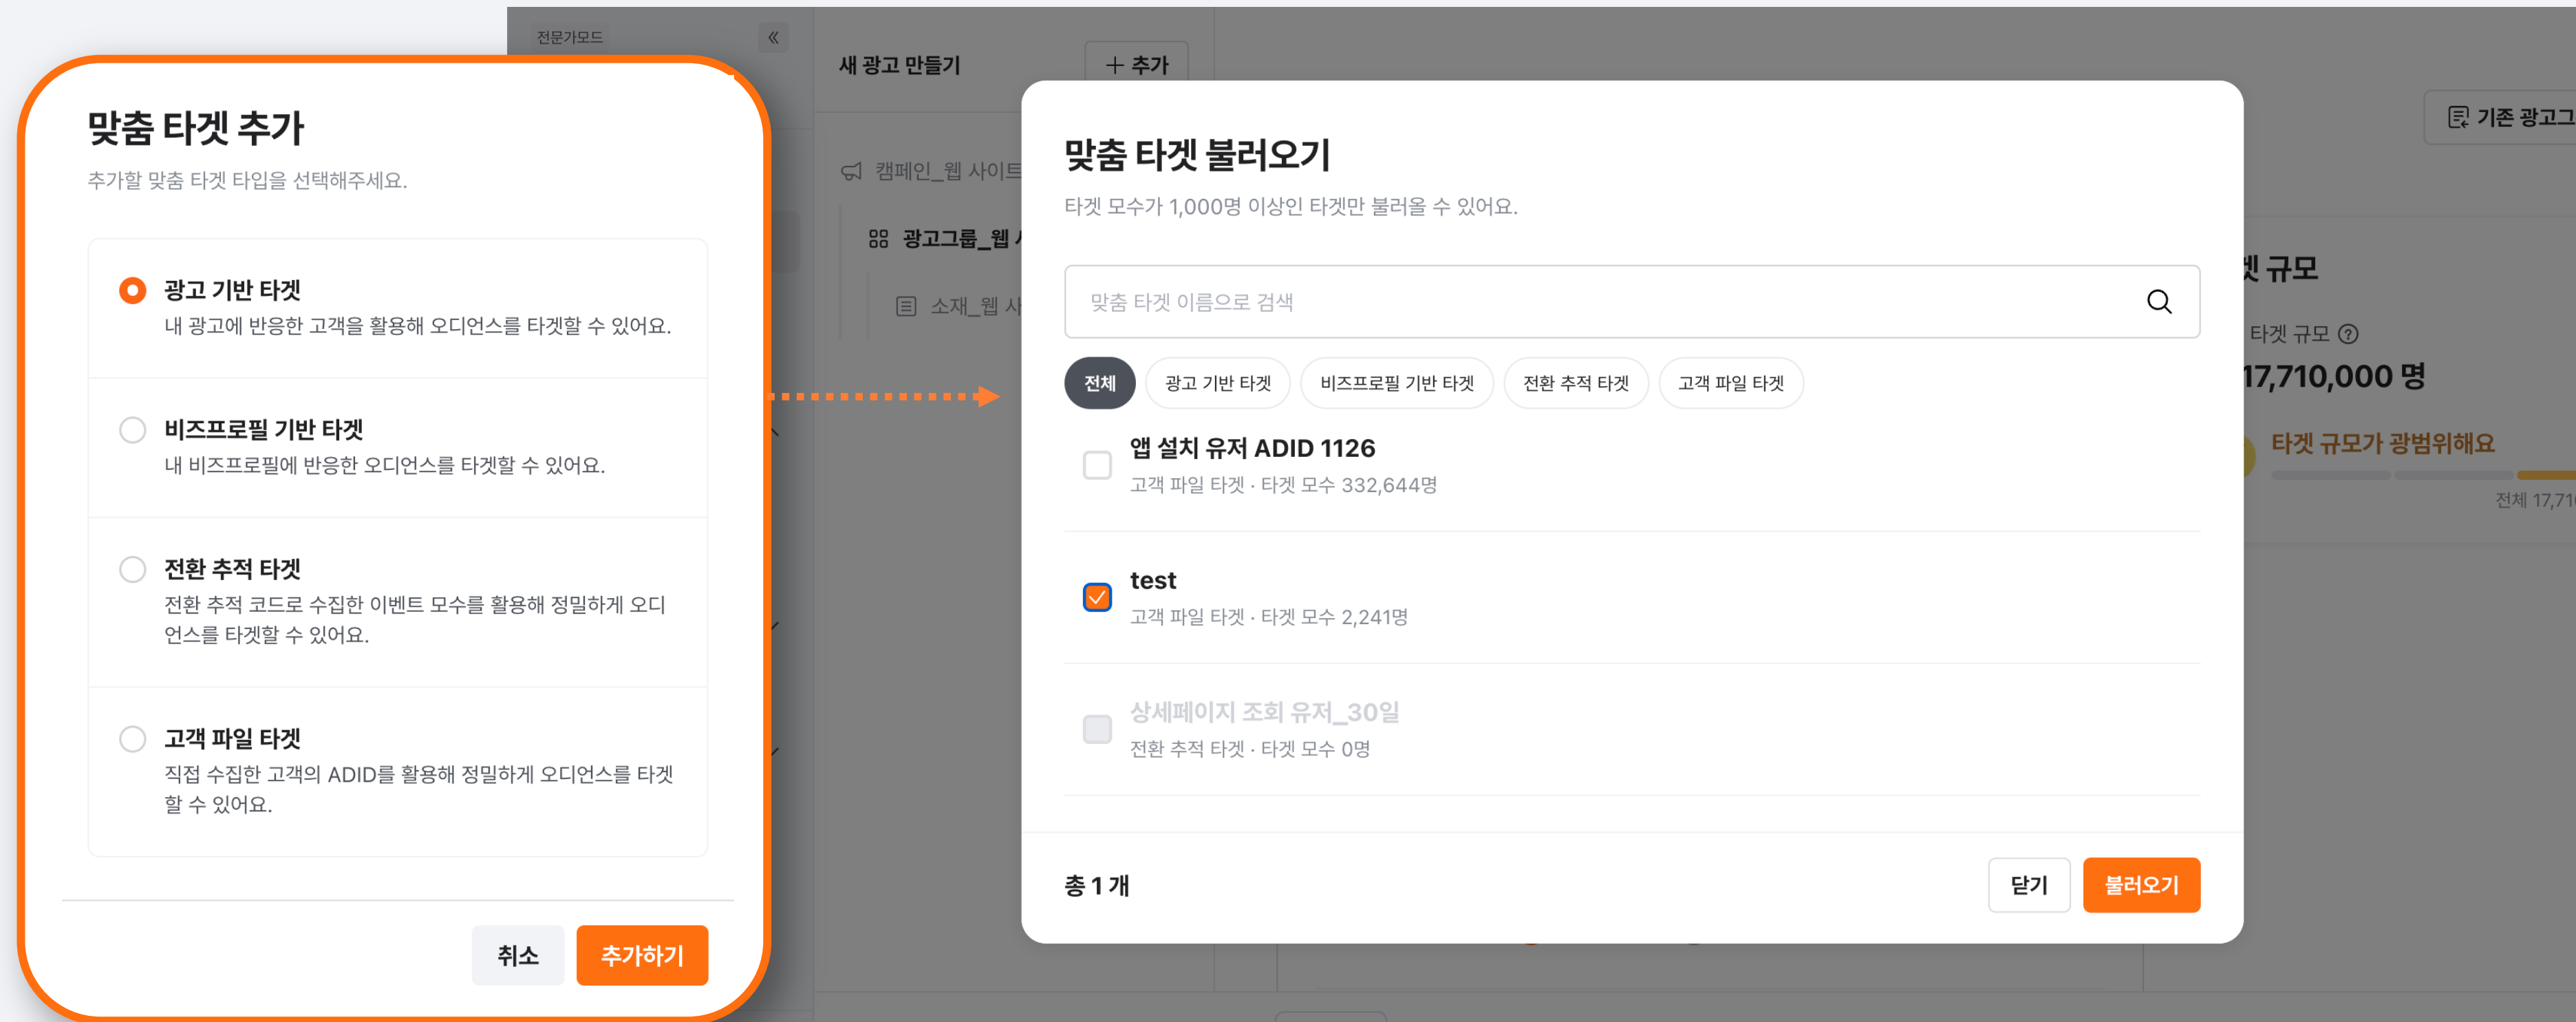 전문가모드
맞춤 타겟 추가
추가할 맞춤 타겟 타입을 선택해주세요.
광고 기반 타겟
내 광고에 반응한 고객을 활용해 오디언스를 타겟할 수 있어요.
비즈프로필 기반 타겟
내 비즈프로필에 반응한 오디언스를 타겟할 수 있어요.
전환 추적 타겟
전환 추적 코드로 수집한 이벤트 모수를 활용해 정밀하게 오디
언스를 타겟할 수 있어요.
고객 파일 타겟
직접 수집한 고객의 ADID를 활용해 정밀하게 오디언스를 타겟
할 수 있어요.
취소
추가하기
새 광고 만들기
추가
캠페인_웹 사이트
광고그룹_웹
소재_웹 사
맞춤 타겟 불러오기
타겟 모수가 1,000명 이상인 타겟만 불러올 수 있어요.
맞춤 타겟 이름으로 검색
전체 광고 기반 타겟 비즈프로필 기반 타겟 전환 추적 타겟 고객 파일 타겟
앱 설치 유저 ADID 1126
고객 파일 타겟 · 타겟 모수 332,644명
test
고객 파일 타겟 · 타겟 모수 2,241명
상세페이지 조회 유저_30일
전환 추적 타겟 · 타겟 모수 0명
총 1 개
닫기
불러오기
기존 광고그
규모
타겟 규모
17,710,000 명
타겟 규모가 광범위해요
전체 17,71